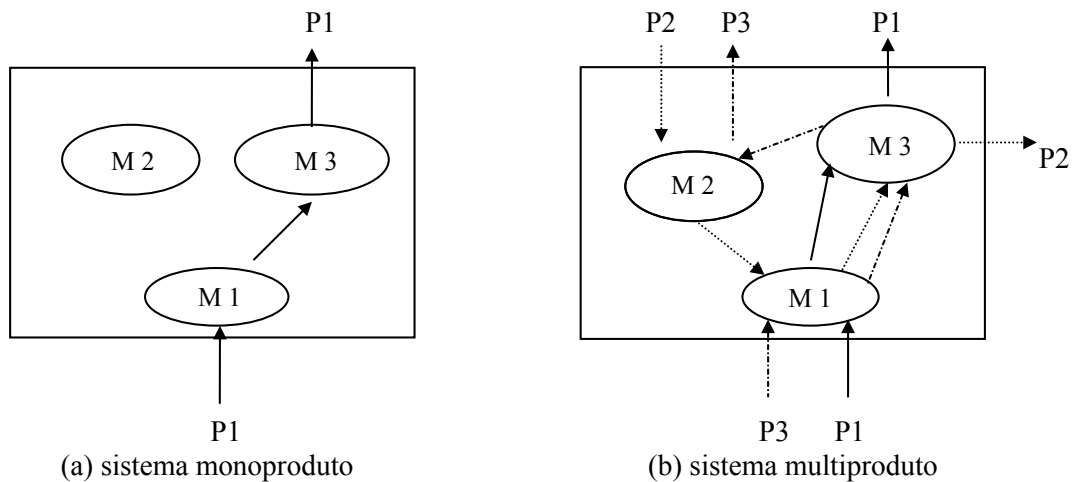 P1
M 2
M 3
M 1
P1
(a) sistema monoproduto
P2
P3
P1
M 3
P2
M 2
M 1
P3
P1
(b) sistema multiproduto